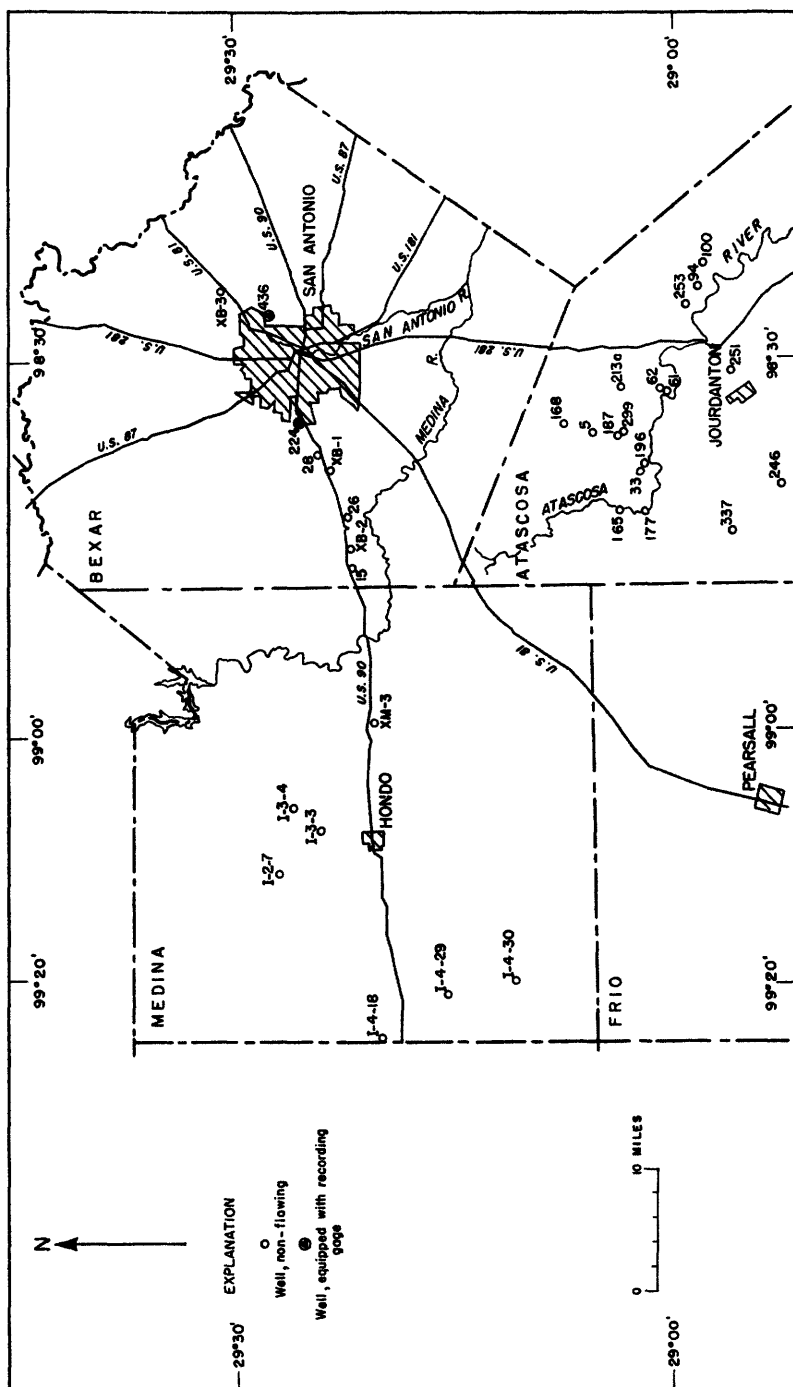 99°20'
99°00'
98°30'
29°30'
29°30'
29°00'
29°00'
N
EXPLANATION
Well, non-flowing
Well, equipped with recording
gage
0 10 MILES
MEDINA
BEXAR
FRIO
ATASCOSA
I-2-7
I-3-4
I-3-3
HONDO
I-4-18
I-4-29
I-4-30
XM-3
U.S. 90
U.S. 81
PEARSALL
99°20'
99°00'
98°30'
U.S. 87
U.S. 281
U.S. 81
U.S. 90
U.S. 87
U.S. 181
U.S. 281
XB-30
436
SAN ANTONIO
224
28
XB-1
26
XB-2
15
MEDINA
R.
SAN ANTONIO R.
168
5
187
299
213a
62
61
196
33
165
177
ATASCOSA
RIVER
253
94
100
JOURDANTON
251
337
246